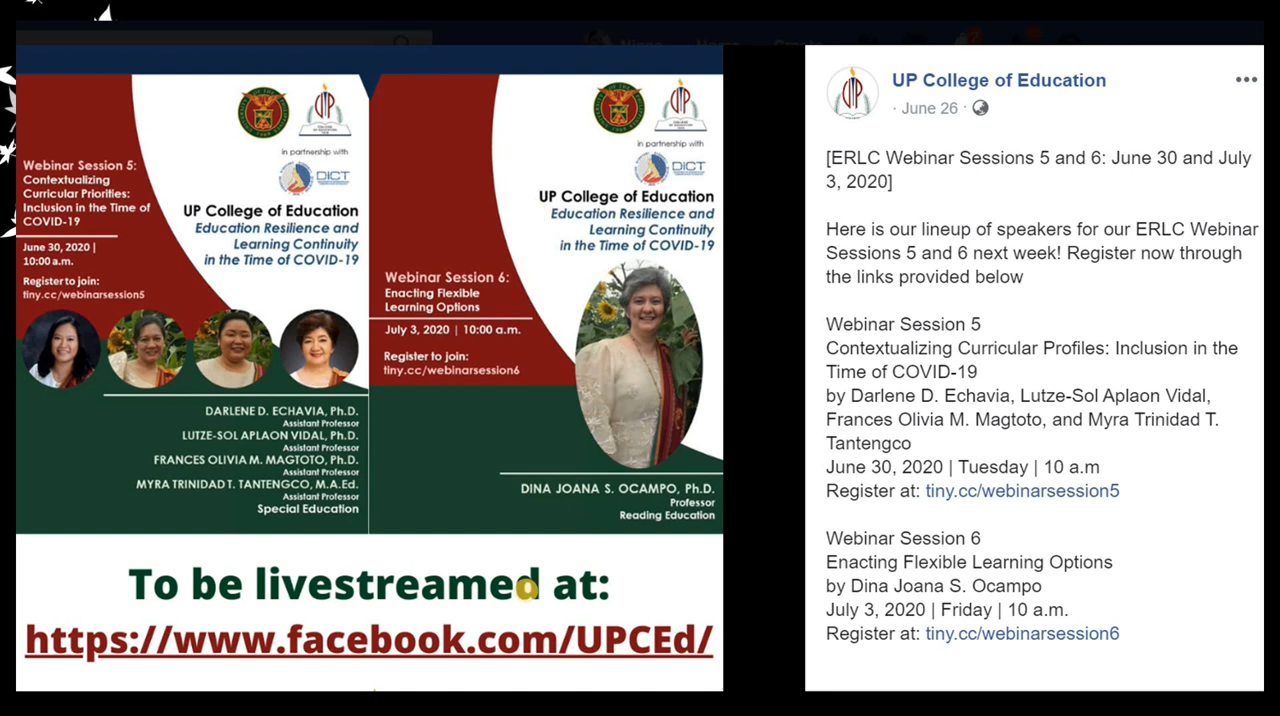 Webinar Session 5:
Contextualizing
Curricular Priorities:
Inclusion in the Time of
COVID-19
June 30, 2020 |
10:00 a.m.
Register to join:
tiny.cc/webinarsession5
in partnership with
DICT
UP College of Education
Education Resilience and
Learning Continuity
in the Time of COVID-19
DARLENE D. ECHAVIA, Ph.D.
Assistant Professor
LUTZE-SOL APLAON VIDAL, Ph.D.
Assistant Professor
FRANCES OLIVIA M. MAGTOTO, Ph.D.
Assistant Professor
MYRA TRINIDAD T. TANTENGCO, M.A.Ed.
Assistant Professor
Special Education
in partnership with
DICT
UP College of Education
Education Resilience and
Learning Continuity
in the Time of COVID-19
Webinar Session 6:
Enacting Flexible
Learning Options
July 3, 2020 | 10:00 a.m.
Register to join:
tiny.cc/webinarsession6
DINA JOANA S. OCAMPO, Ph.D.
Professor
Reading Education
To be livestreamed at:
https://www.facebook.com/UPCEd/
UP College of Education
· June 26 ·
[ERLC Webinar Sessions 5 and 6: June 30 and July
3, 2020]
Here is our lineup of speakers for our ERLC Webinar
Sessions 5 and 6 next week! Register now through
the links provided below
Webinar Session 5
Contextualizing Curricular Profiles: Inclusion in the
Time of COVID-19
by Darlene D. Echavia, Lutze-Sol Aplaon Vidal,
Frances Olivia M. Magtoto, and Myra Trinidad T.
Tantengco
June 30, 2020 | Tuesday | 10 a.m
Register at: tiny.cc/webinarsession5
Webinar Session 6
Enacting Flexible Learning Options
by Dina Joana S. Ocampo
July 3, 2020 | Friday | 10 a.m.
Register at: tiny.cc/webinarsession6